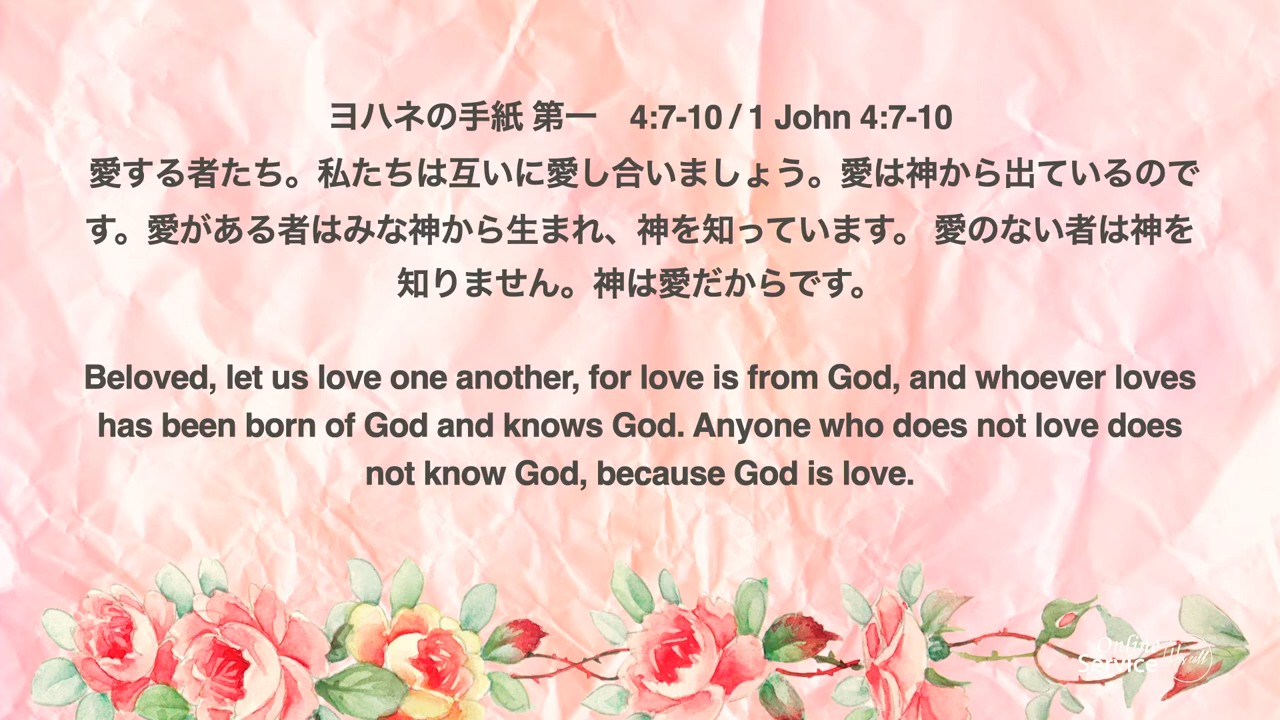 ヨハネの手紙 第一　4:7-10 / 1 John 4:7-10
愛する者たち。私たちは互いに愛し合いましょう。愛は神から出ているので
す。愛がある者はみな神から生まれ、神を知っています。 愛のない者は神を
知りません。神は愛だからです。
Beloved, let us love one another, for love is from God, and whoever loves
has been born of God and knows God. Anyone who does not love does
not know God, because God is love.
Online
Service